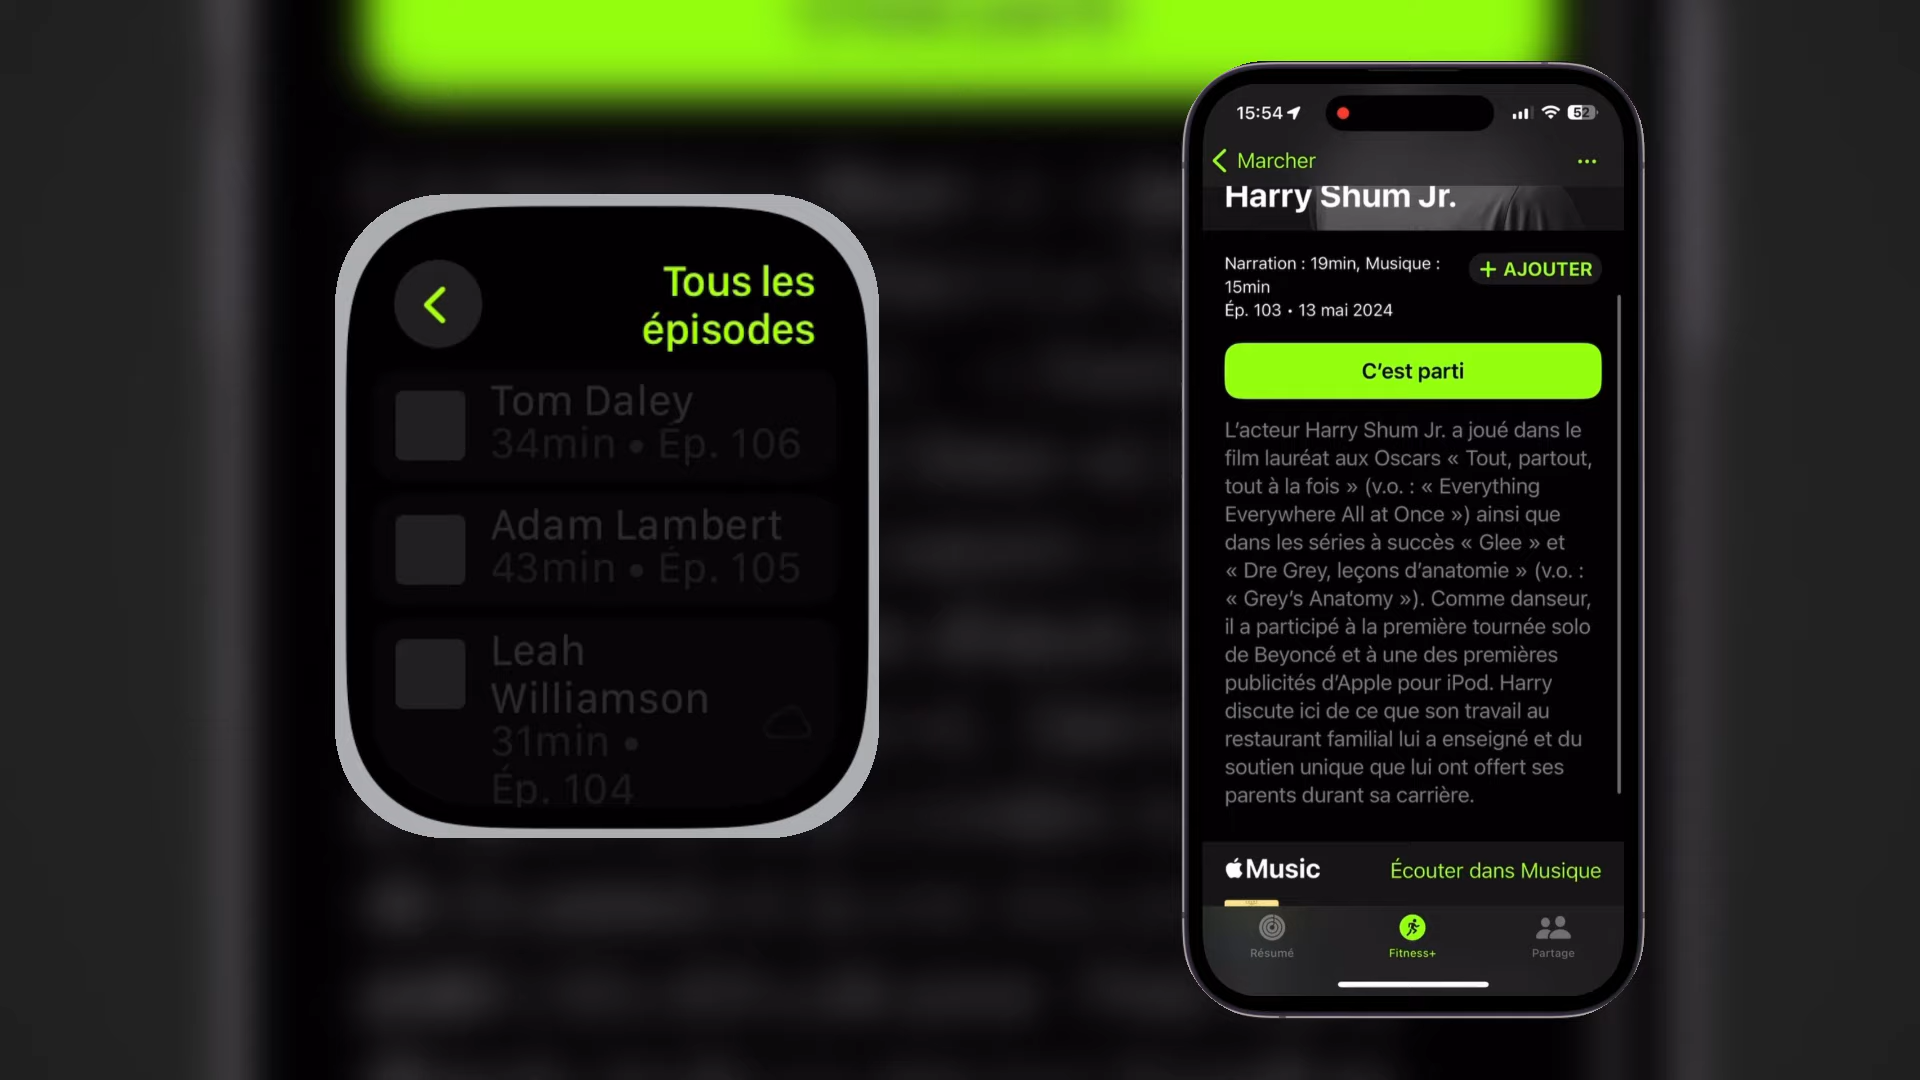 Tous les
épisodes
Tom Daley
34min • Ép. 106
Adam Lambert
43min • Ép. 105
Leah
Williamson
31min •
Ép. 104
15:54
52
Marcher
Harry Shum Jr.
Narration : 19min, Musique :
15min
Ép. 103 • 13 mai 2024
+ AJOUTER
C’est parti
L’acteur Harry Shum Jr. a joué dans le
film lauréat aux Oscars « Tout, partout,
tout à la fois » (v.o. : « Everything
Everywhere All at Once ») ainsi que
dans les séries à succès « Glee » et
« Dre Grey, leçons d’anatomie » (v.o. :
« Grey’s Anatomy »). Comme danseur,
il a participé à la première tournée solo
de Beyoncé et à une des premières
publicités d’Apple pour iPod. Harry
discute ici de ce que son travail au
restaurant familial lui a enseigné et du
soutien unique que lui ont offert ses
parents durant sa carrière.
Music
Écouter dans Musique
Résumé
Fitness+
Partage